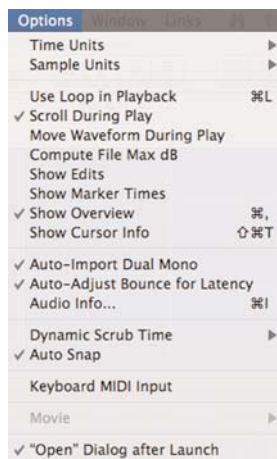 Options Window Links
Time Units
Sample Units
Use Loop in Playback ⌘L
Scroll During Play
Move Waveform During Play
Compute File Max dB
Show Edits
Show Marker Times
✓ Show Overview ⌘,
Show Cursor Info ⇧⌘T
✓ Auto-Import Dual Mono
✓ Auto-Adjust Bounce for Latency
Audio Info... ⌘I
Dynamic Scrub Time
✓ Auto Snap
Keyboard MIDI Input
Movie
✓ "Open" Dialog after Launch